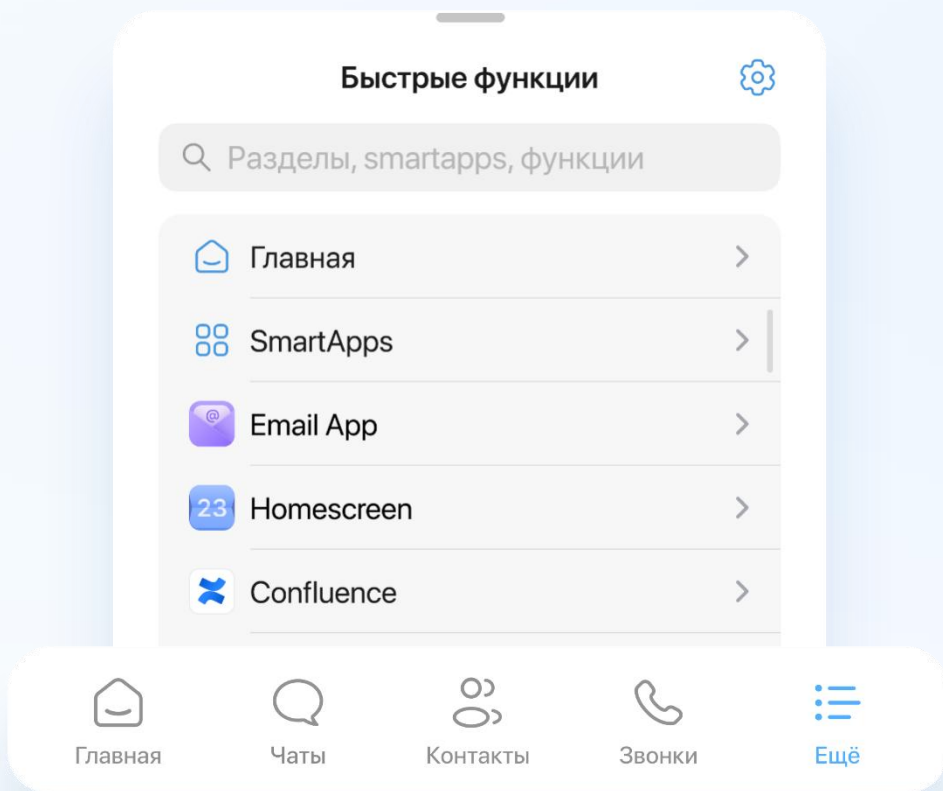 Быстрые функции
Разделы, smartapps, функции
Главная
SmartApps
@
Email App
23
Homescreen
Confluence
Главная
Чаты
Контакты
Звонки
Ещё